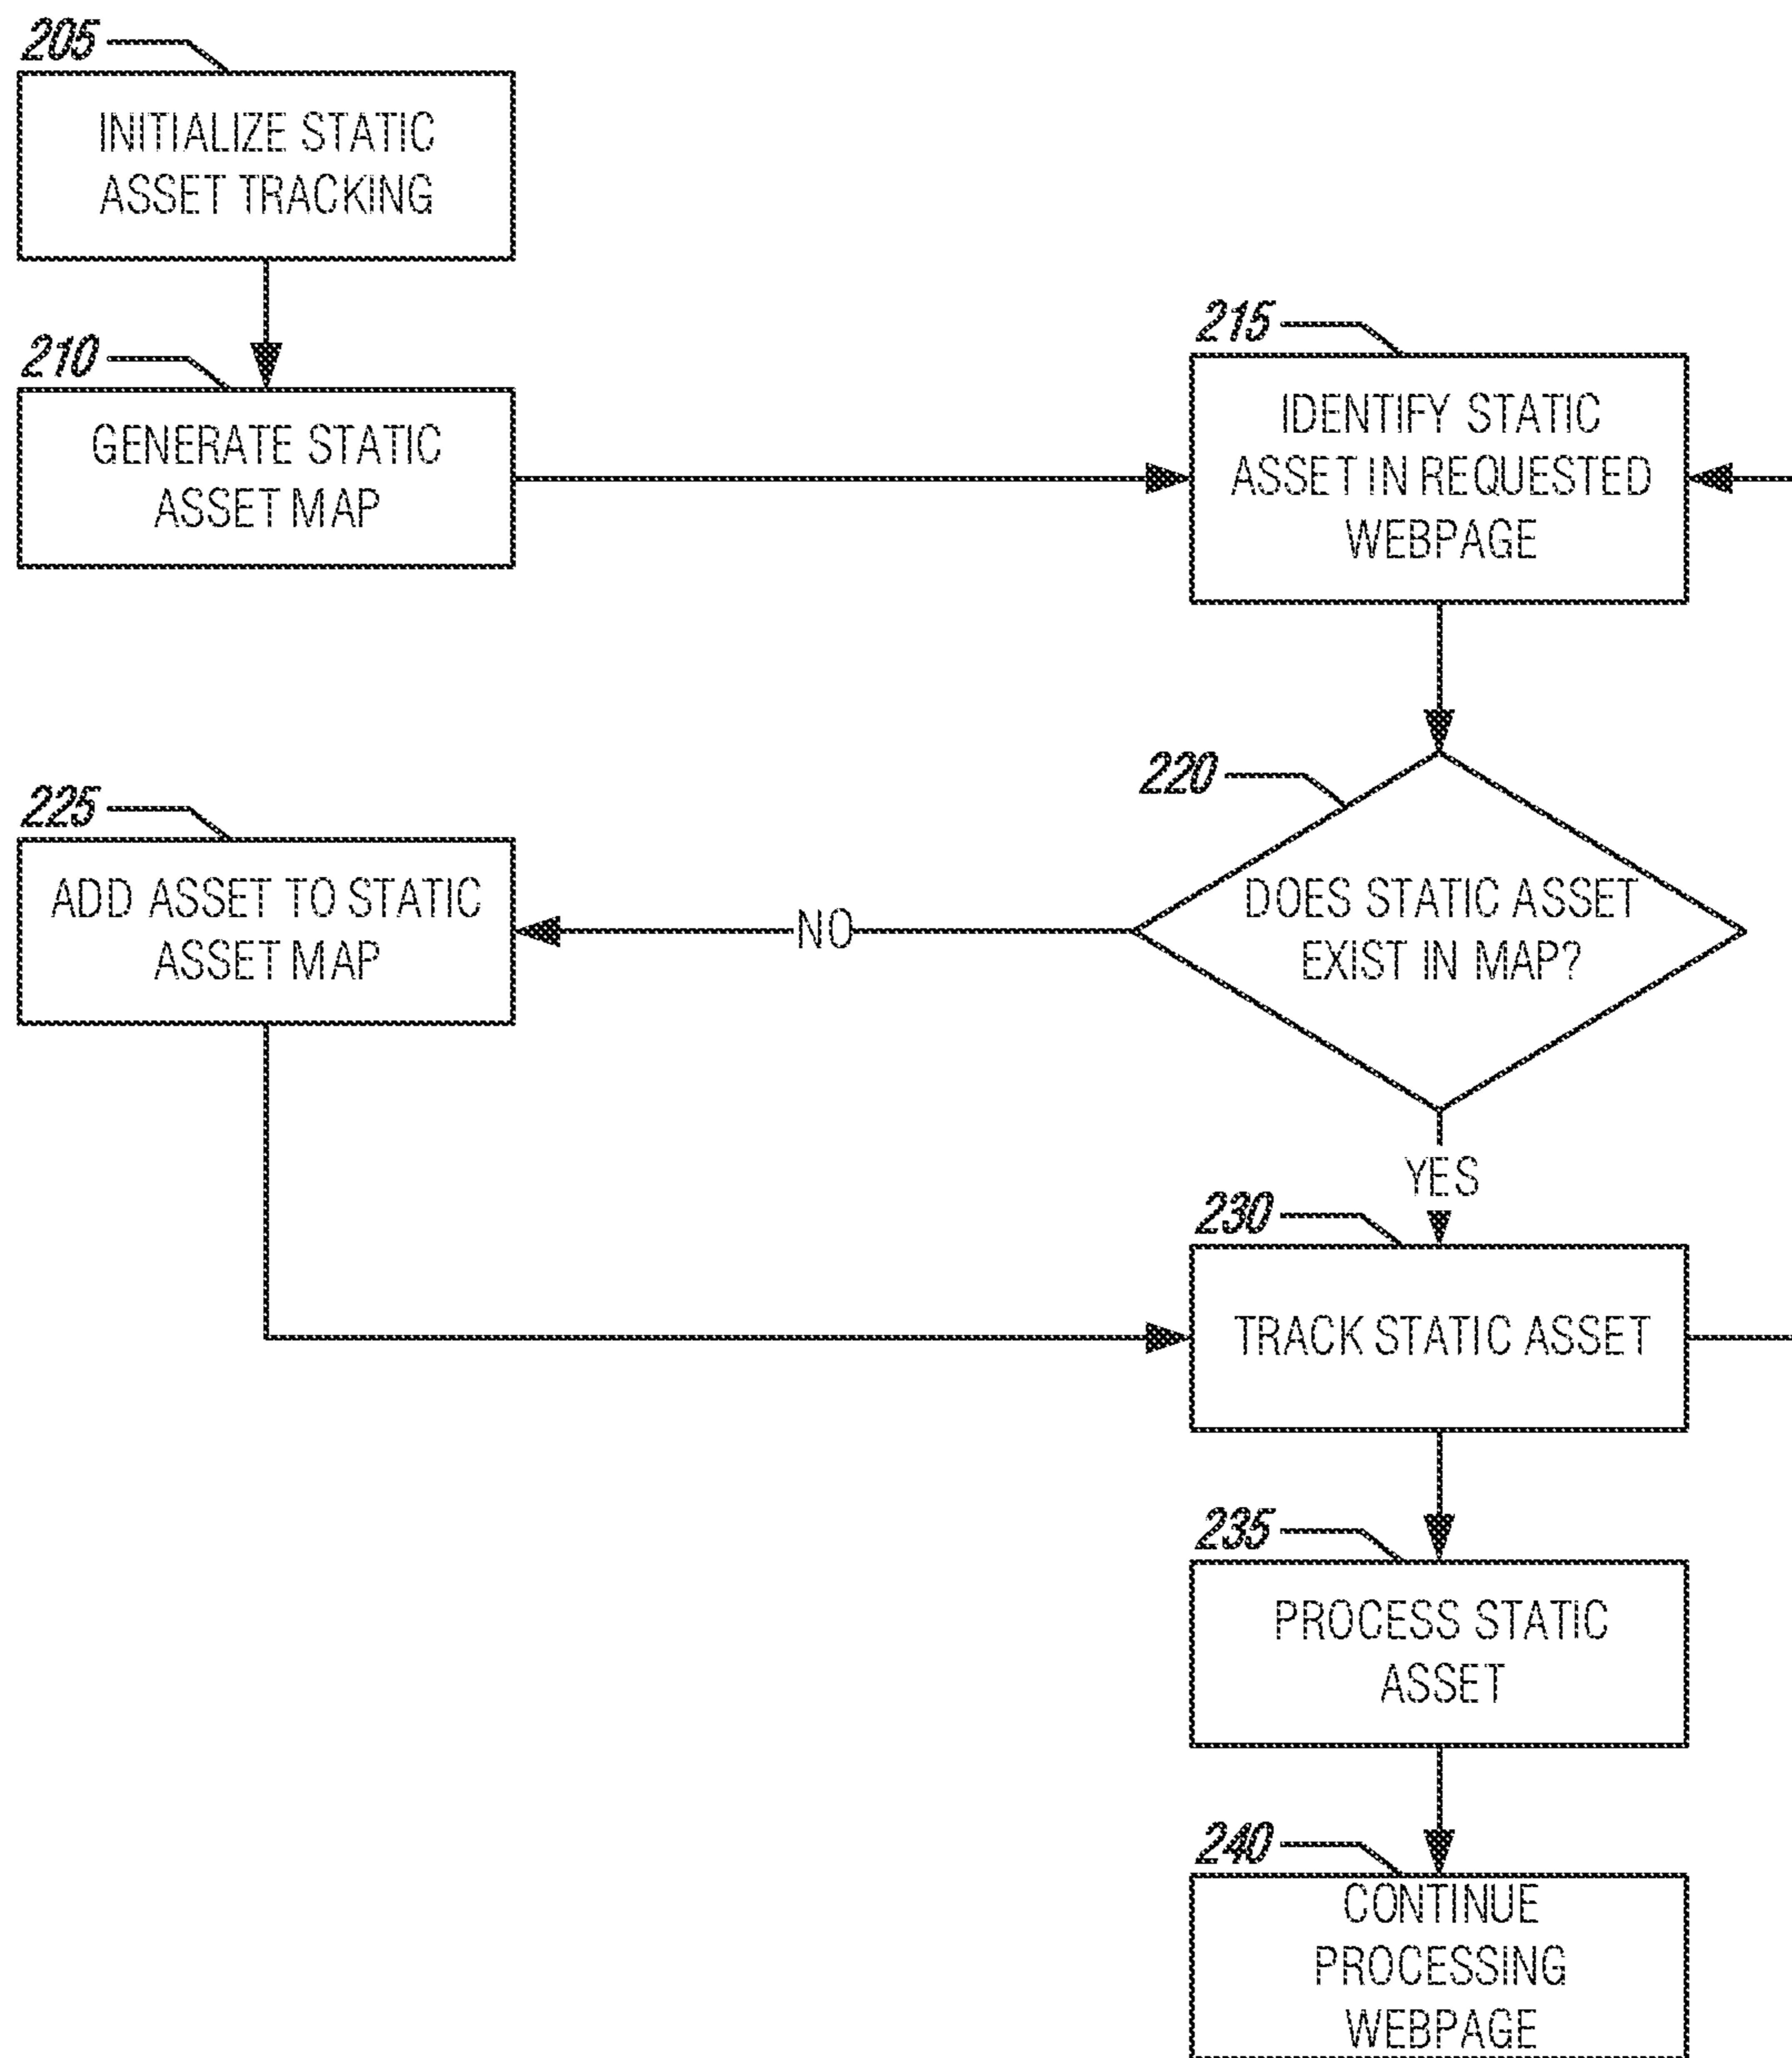 205
INITIALIZE STATIC
ASSET TRACKING
210
GENERATE STATIC
ASSET MAP
215
IDENTIFY STATIC
ASSET IN REQUESTED
WEBPAGE
220
DOES STATIC ASSET
EXIST IN MAP?
NO
225
ADD ASSET TO STATIC
ASSET MAP
YES
230
TRACK STATIC ASSET
235
PROCESS STATIC
ASSET
240
CONTINUE
PROCESSING
WEBPAGE